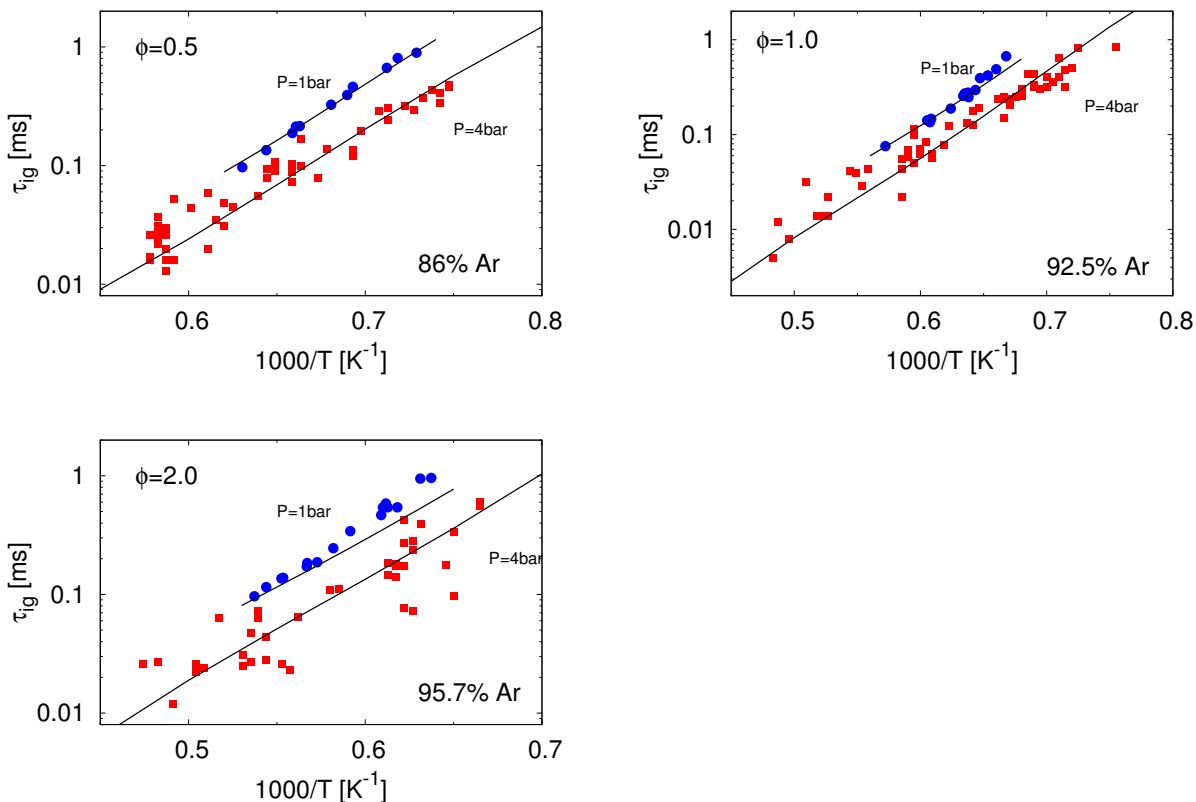 ϕ=0.5
P=1bar
P=4bar
86% Ar
τig [ms]
1
0.1
0.01
0.6
0.7
0.8
1000/T [K-1]
ϕ=1.0
P=1bar
P=4bar
92.5% Ar
τig [ms]
1
0.1
0.01
0.5
0.6
0.7
0.8
1000/T [K-1]
ϕ=2.0
P=1bar
P=4bar
95.7% Ar
τig [ms]
1
0.1
0.01
0.5
0.6
0.7
1000/T [K-1]